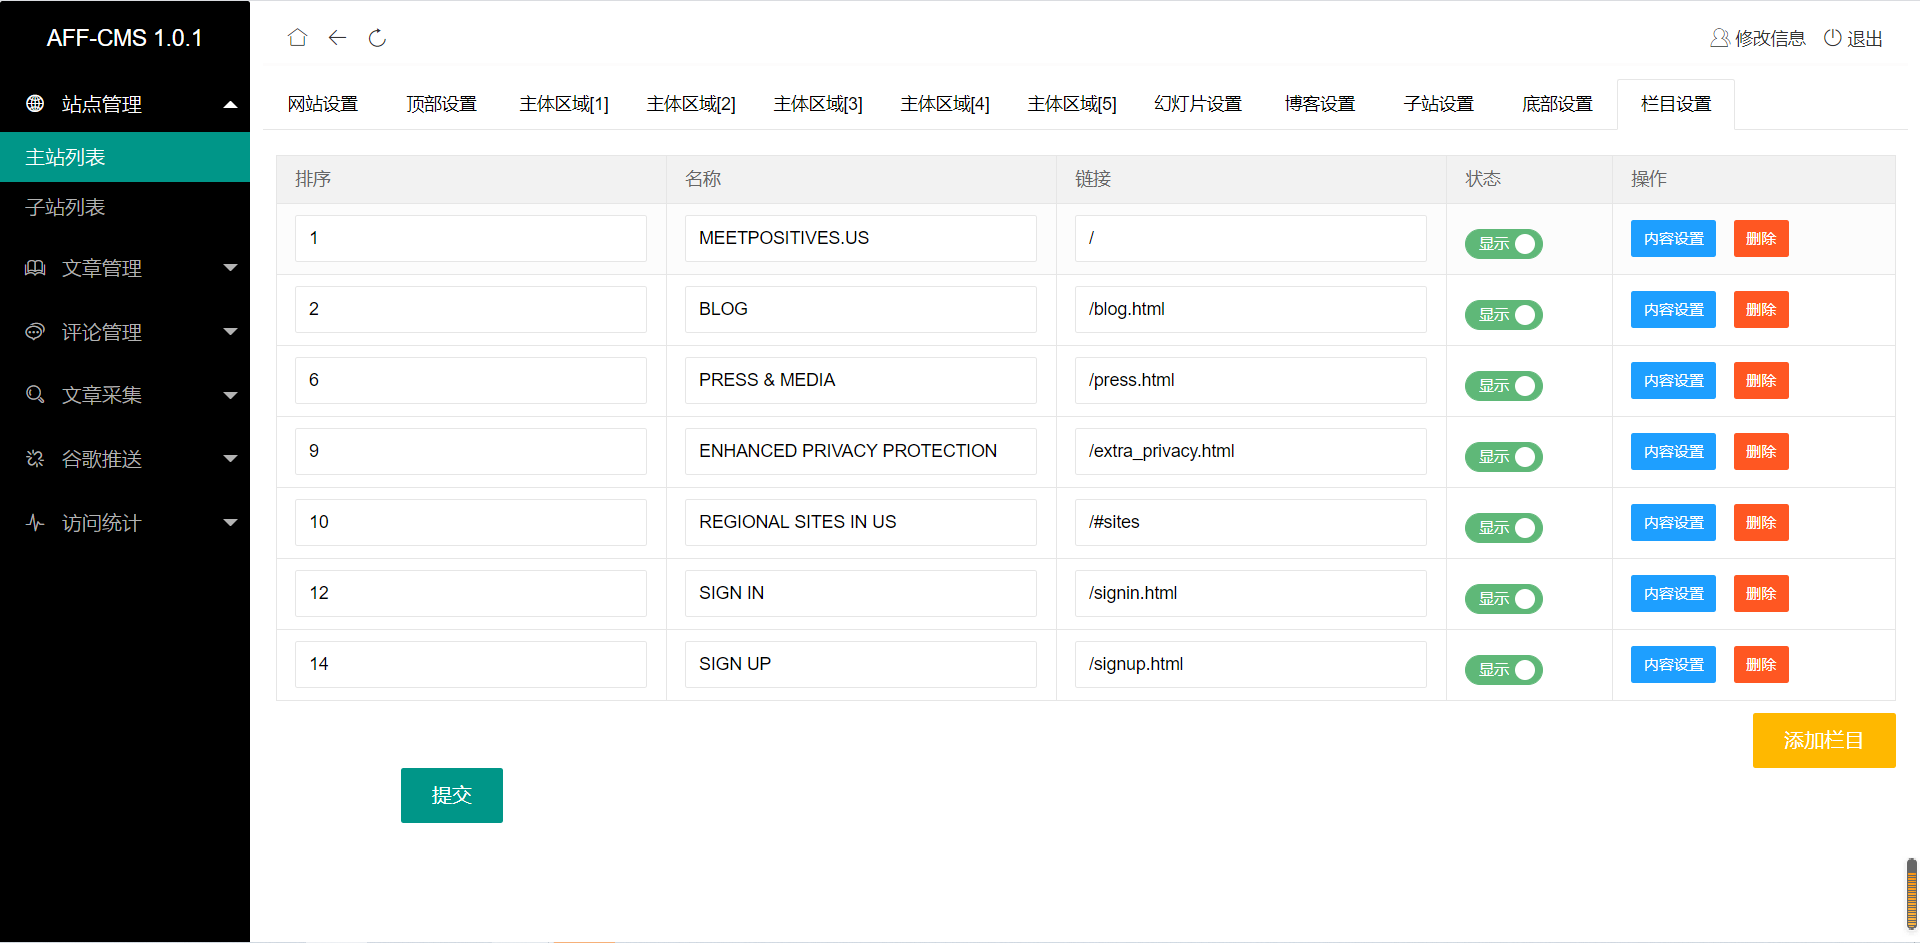 AFF-CMS 1.0.1
站点管理
主站列表
子站列表
文章管理
评论管理
文章采集
谷歌推送
访问统计
修改信息 退出
网站设置 顶部设置 主体区域[1] 主体区域[2] 主体区域[3] 主体区域[4] 主体区域[5] 幻灯片设置 博客设置 子站设置 底部设置 栏目设置
排序 名称 链接 状态 操作
1 MEETPOSITIVES.US / 显示 内容设置 删除
2 BLOG /blog.html 显示 内容设置 删除
6 PRESS & MEDIA /press.html 显示 内容设置 删除
9 ENHANCED PRIVACY PROTECTION /extra_privacy.html 显示 内容设置 删除
10 REGIONAL SITES IN US /#sites 显示 内容设置 删除
12 SIGN IN /signin.html 显示 内容设置 删除
14 SIGN UP /signup.html 显示 内容设置 删除
添加栏目
提交